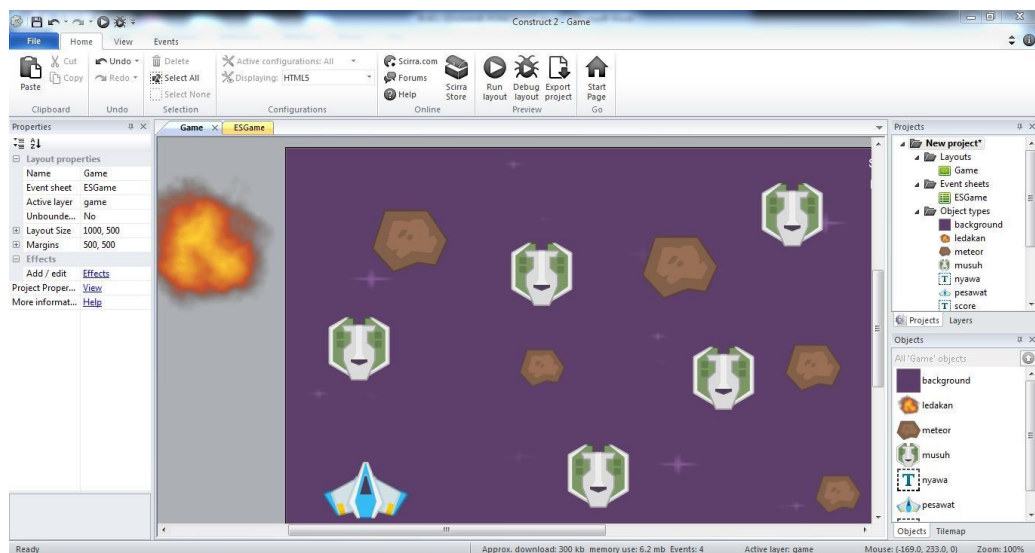 Construct 2 - Game
File Home View Events
Paste
Cut
Copy
Clipboard
Undo
Redo
Undo
Delete
Select All
Select None
Selection
Active configurations: All
Displaying: HTML5
Configurations
Scirra.com
Forums
Help
Scirra Store
Online
Run layout
Debug layout
Export project
Preview
Start Page
Go
Properties
Layout properties
Name Game
Event sheet ESGame
Active layer game
Unbounde... No
Layout Size 1000, 500
Margins 500, 500
Effects
Add / edit Effects
Project Proper... View
More informat... Help
Game ESGame
S
Projects
New project*
Layouts
Game
Event sheets
ESGame
Object types
background
ledakan
meteor
musuh
T nyawa
pesawat
T score
Projects Layers
Objects
All 'Game' objects
background
ledakan
meteor
musuh
T nyawa
pesawat
Objects Tilemap
Ready Approx. download: 300 kb memory use: 6.2 mb Events: 4 Active layer: game Mouse: (-169.0, 233.0, 0) Zoom: 100%